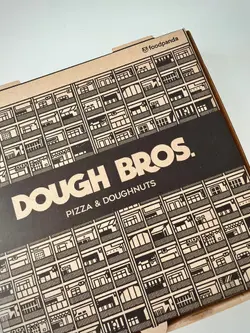 foodpanda
DOUGH BROS.
PIZZA & DOUGHNUTS